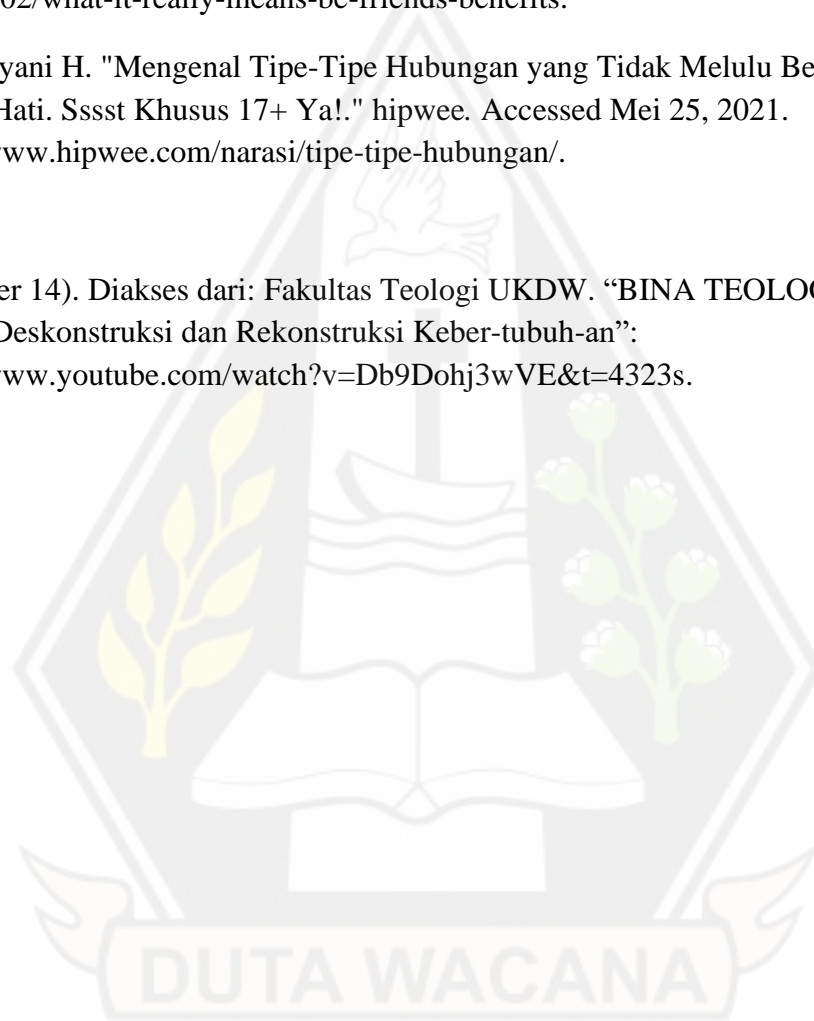 02/what-it-really-means-be-friends-benefits.
yani H. "Mengenal Tipe-Tipe Hubungan yang Tidak Melulu Be
Hati. Sssst Khusus 17+ Ya!." hipwee. Accessed Mei 25, 2021.
www.hipwee.com/narasi/tipe-tipe-hubungan/.
er 14). Diakses dari: Fakultas Teologi UKDW. “BINA TEOLOG
Deskonstruksi dan Rekonstruksi Keber-tubuh-an”:
www.youtube.com/watch?v=Db9Dohj3wVE&t=4323s.
DUTA WACANA